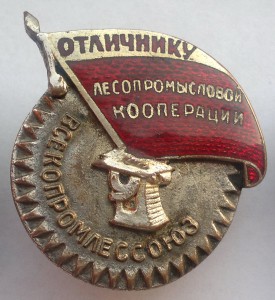 ОТЛИЧНИКУ
ЛЕСОПРОМЫСЛОВОЙ
КООПЕРАЦИИ
ВСЕКОПРОМЛЕССОЮЗ